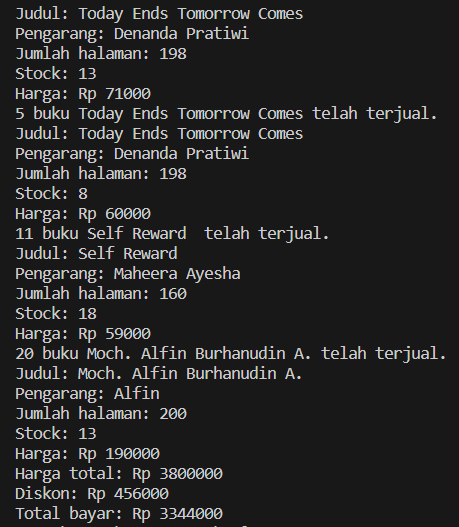 Judul: Today Ends Tomorrow Comes
Pengarang: Denanda Pratiwi
Jumlah halaman: 198
Stock: 13
Harga: Rp 71000
5 buku Today Ends Tomorrow Comes telah terjual.
Judul: Today Ends Tomorrow Comes
Pengarang: Denanda Pratiwi
Jumlah halaman: 198
Stock: 8
Harga: Rp 60000
11 buku Self Reward  telah terjual.
Judul: Self Reward
Pengarang: Maheera Ayesha
Jumlah halaman: 160
Stock: 18
Harga: Rp 59000
20 buku Moch. Alfin Burhanudin A. telah terjual.
Judul: Moch. Alfin Burhanudin A.
Pengarang: Alfin
Jumlah halaman: 200
Stock: 13
Harga: Rp 190000
Harga total: Rp 3800000
Diskon: Rp 456000
Total bayar: Rp 3344000